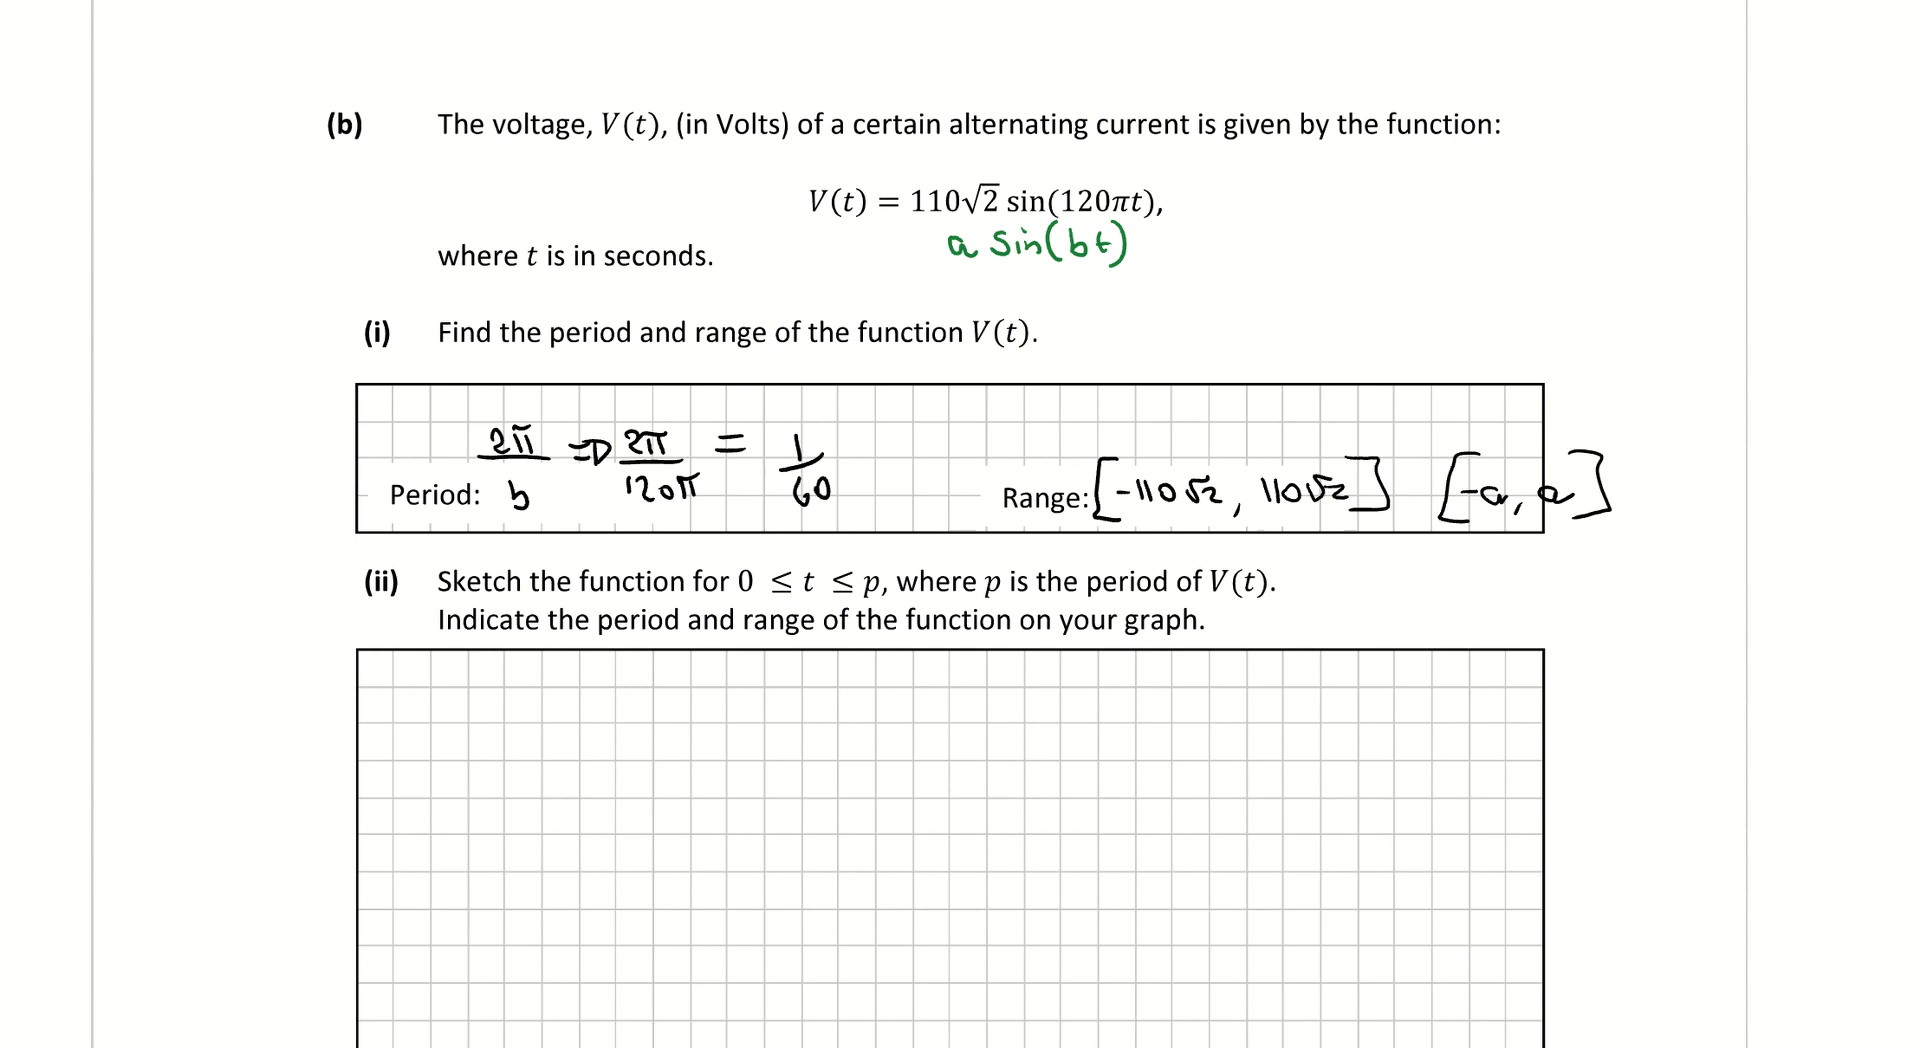 (b) The voltage, V(t), (in Volts) of a certain alternating current is given by the function:
V(t) = 110√2 sin(120πt),
a sin(bt)
where t is in seconds.
(i) Find the period and range of the function V(t).
Period: 2π/b ⇒ 2π/120π = 1/60
Range: [-110√2, 110√2] [-a, a]
(ii) Sketch the function for 0 ≤ t ≤ p, where p is the period of V(t).
Indicate the period and range of the function on your graph.